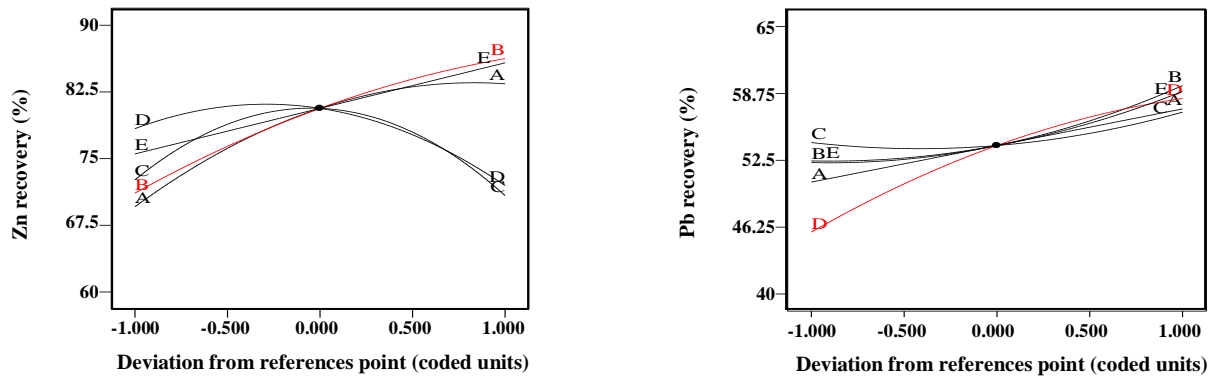 90
82.5
75
67.5
60
Zn recovery (%)
D
E
C
B
A
B
E
A
D
C
-1.000 -0.500 0.000 0.500 1.000
Deviation from references point (coded units)
65
58.75
52.5
46.25
40
Pb recovery (%)
C
B E
A
D
B
E D
A
C
-1.000 -0.500 0.000 0.500 1.000
Deviation from references point (coded units)